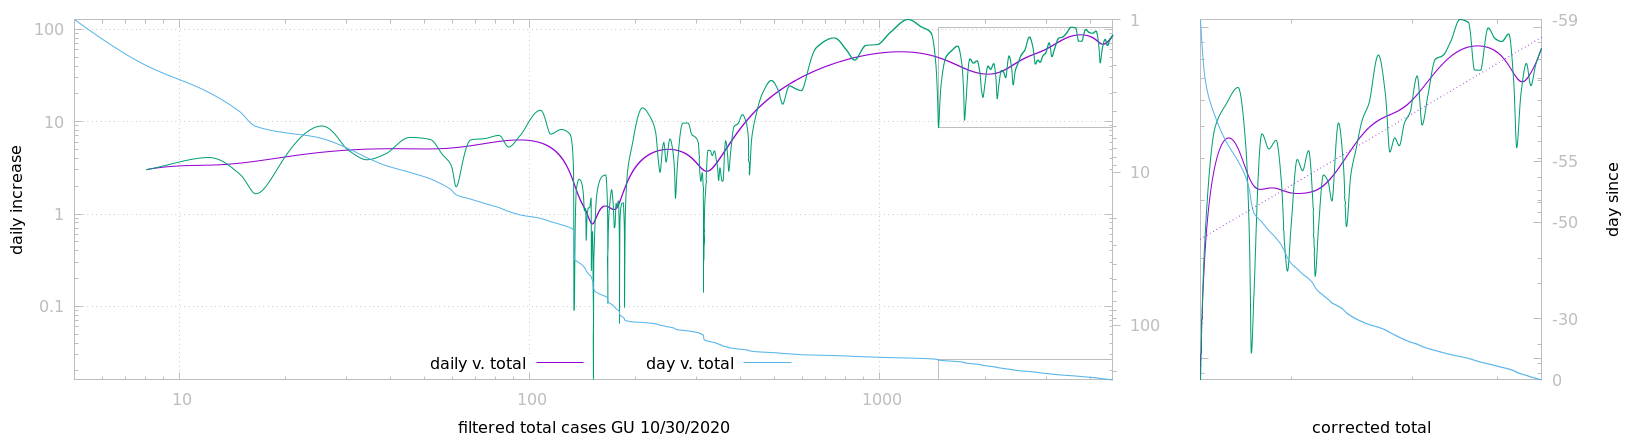 100
10
1
0.1
daily increase
10
100
1000
filtered total cases GU 10/30/2020
daily v. total
day v. total
1
10
100
-59
-55
-50
-30
0
day since
corrected total